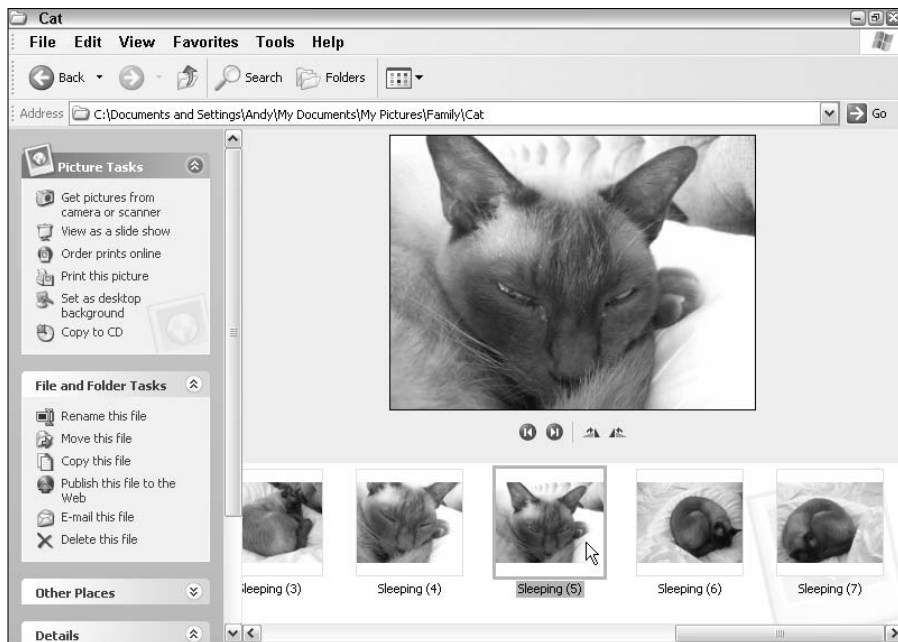 Cat
File Edit View Favorites Tools Help
Back Search Folders
Address C:\Documents and Settings\Andy\My Documents\My Pictures\Family\Cat Go
Picture Tasks
Get pictures from
camera or scanner
View as a slide show
Order prints online
Print this picture
Set as desktop
background
Copy to CD
File and Folder Tasks
Rename this file
Move this file
Copy this file
Publish this file to the
Web
E-mail this file
Delete this file
Other Places
Details
Sleeping (3) Sleeping (4) Sleeping (5) Sleeping (6) Sleeping (7)